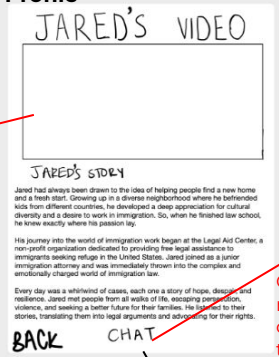 JARED'S VIDEO
JARED'S STORY
Jared had always been drawn to the idea of helping people find a new home
and a fresh start. Growing up in a diverse neighborhood where he befriended
kids from different countries, he developed a deep appreciation for cultural
diversity and a desire to work in immigration. So, when he finished law school,
he knew exactly where his passion lay.
His journey into the world of immigration work began at the Legal Aid Center, a
non-profit organization dedicated to providing free legal assistance to
immigrants seeking refuge in the United States. Jared joined as a junior
immigration attorney and was immediately thrown into the complex and
emotionally charged world of immigration law.
Every day was a whirlwind of cases, each one a story of hope, despair, and
resilience. Jared met people from all walks of life, escaping persecution,
violence, and seeking a better future for their families. He listened to their
stories, translating them into legal arguments and advocating for their rights.
BACK CHAT